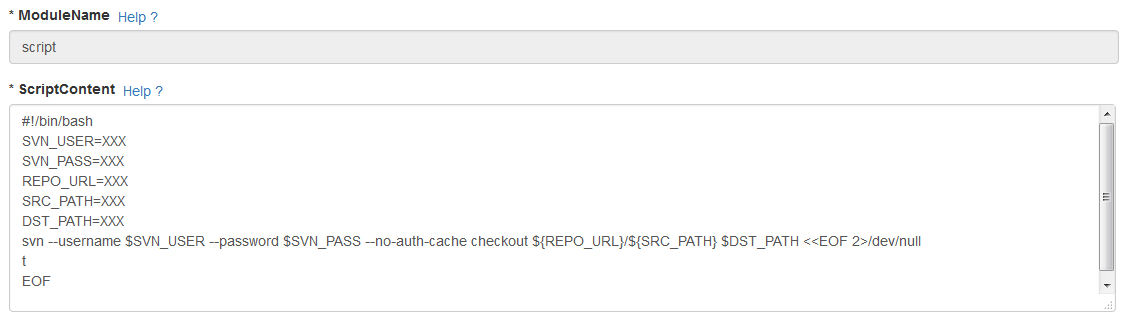 * ModuleName Help ?
script
* ScriptContent Help ?
#!/bin/bash
SVN_USER=XXX
SVN_PASS=XXX
REPO_URL=XXX
SRC_PATH=XXX
DST_PATH=XXX
svn --username $SVN_USER --password $SVN_PASS --no-auth-cache checkout ${REPO_URL}/${SRC_PATH} $DST_PATH <<EOF 2>/dev/null
t
EOF